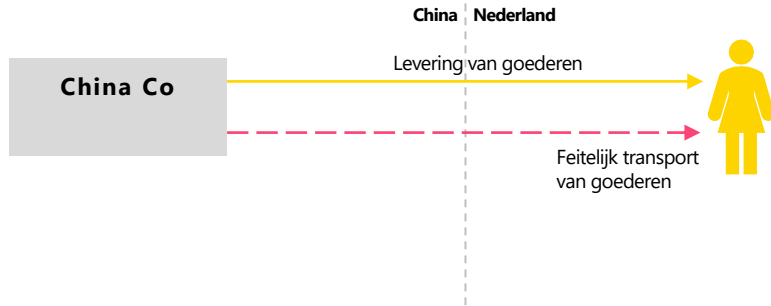 China Nederland
Levering van goederen
China Co
Feitelijk transport
van goederen